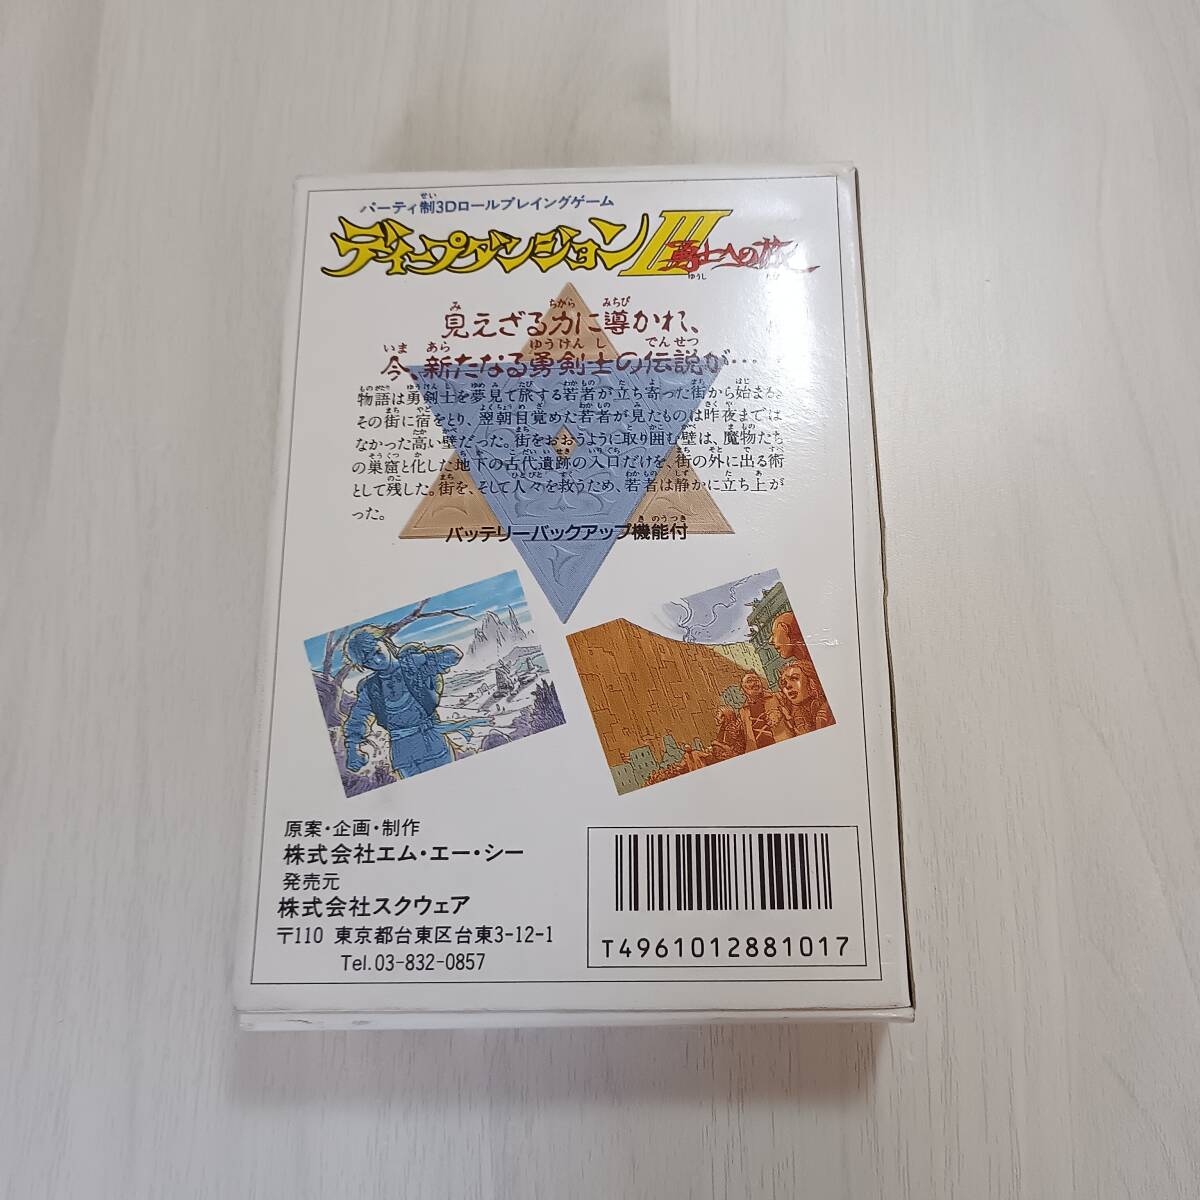 パーティ制3Dロールプレイングゲーム
ディープダンジョンⅢ 勇士への旅
見えざる力に導かれ、
今、新たなる勇剣士の伝説が…
物語は勇剣士を夢見て旅する若者が立ち寄った街から始まる。
その街に宿をとり、翌朝目覚めた若者が見たものは昨夜までは
なかった高い壁だった。街をおおうように取り囲む壁は、魔物たち
の巣窟と化した地下の古代遺跡の入口だけを、街の外に出る術
として残した。街を、そして人々を救うため、若者は静かに立ち上が
った。
バッテリーバックアップ機能付
原案・企画・制作
株式会社エム・エー・シー
発売元
株式会社スクウェア
〒110 東京都台東区台東3-12-1
Tel.03-832-0857
T4961012881017